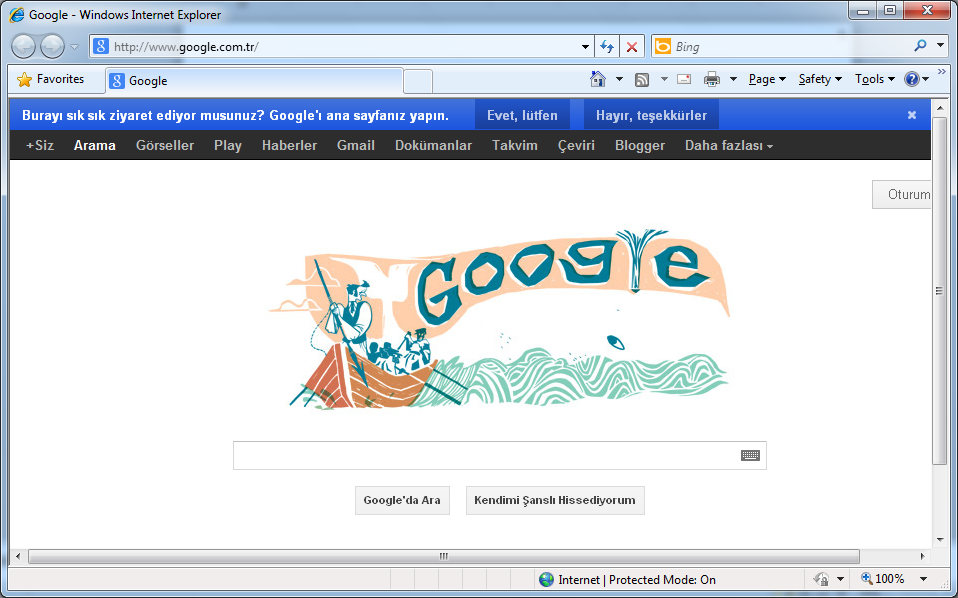 Google - Windows Internet Explorer
http://www.google.com.tr/
Bing
Favorites
Google
Page
Safety
Tools
Burayı sık sık ziyaret ediyor musunuz? Google'ı ana sayfanız yapın.
Evet, lütfen
Hayır, teşekkürler
+Siz Arama Görseller Play Haberler Gmail Dokümanlar Takvim Çeviri Blogger Daha fazlası
Oturum
Google
Google'da Ara
Kendimi Şanslı Hissediyorum
Internet | Protected Mode: On
100%